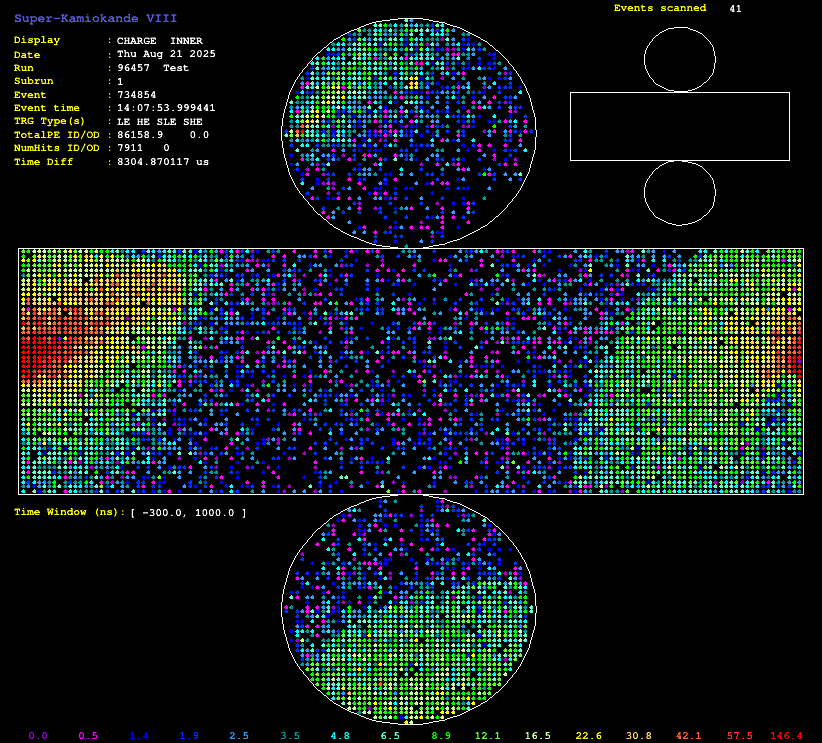 Super-Kamiokande VIII
Events scanned 41
Display : CHARGE INNER
Date : Thu Aug 21 2025
Run : 96457 Test
Subrun : 1
Event : 734854
Event time : 14:07:53.999441
TRG Type(s) : LE HE SLE SHE
TotalPE ID/OD : 86158.9 0.0
NumHits ID/OD : 7911 0
Time Diff : 8304.870117 us
Time Window (ns): [ -300.0, 1000.0 ]
0.0 0.5 1.4 1.9 2.5 3.5 4.8 6.5 8.9 12.1 16.5 22.6 30.8 42.1 57.5 146.4